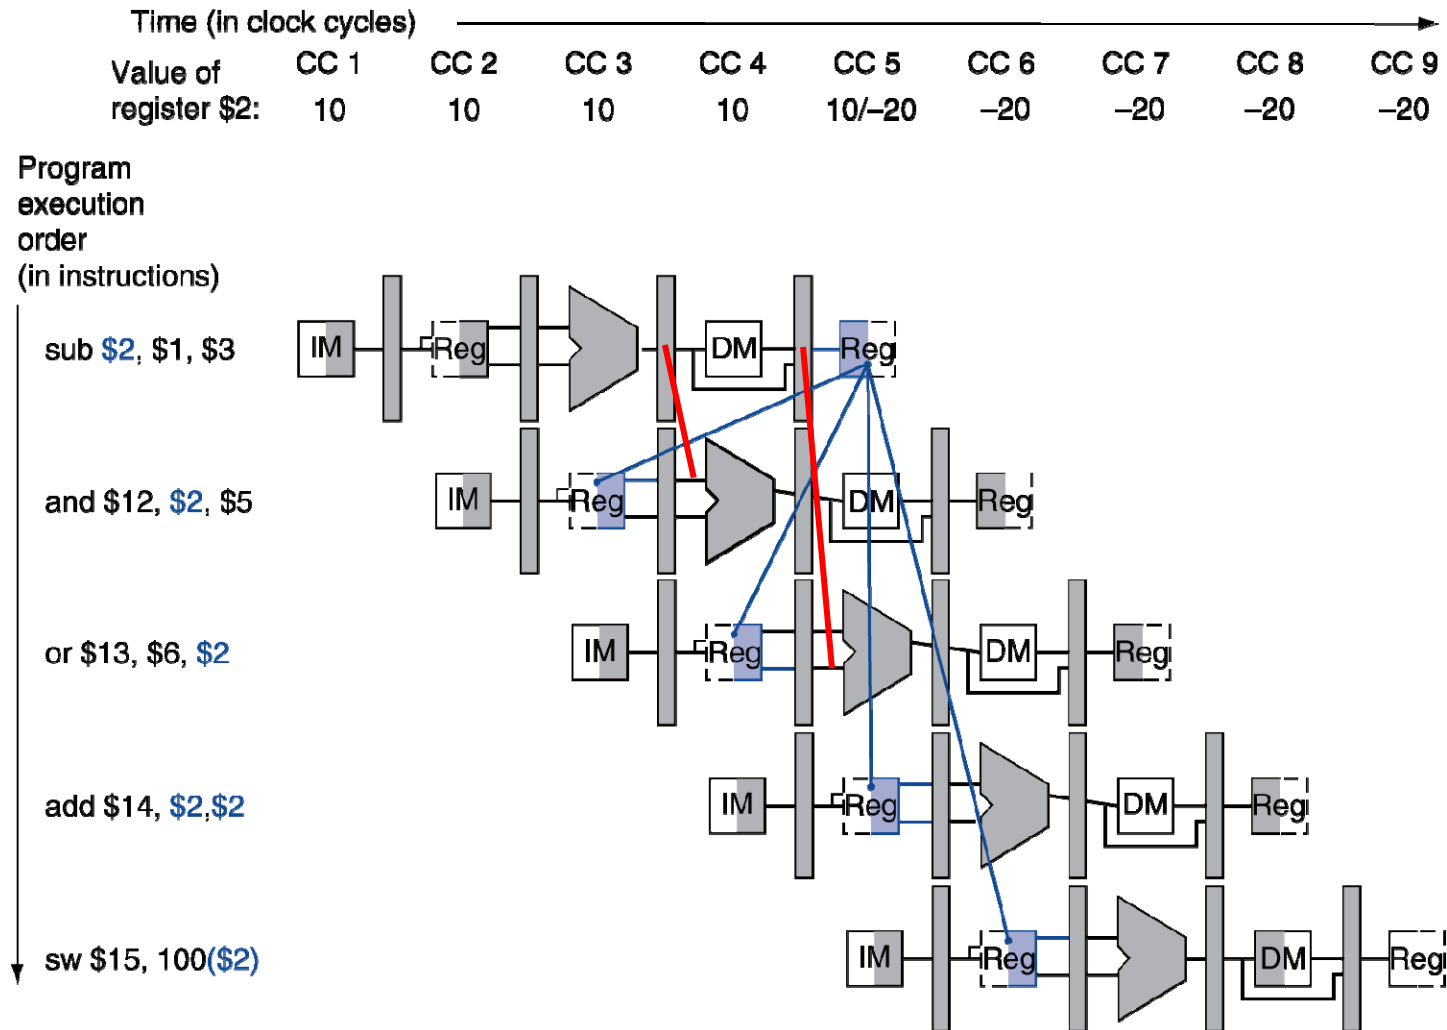 Time (in clock cycles)
Value of register $2:
CC 1 CC 2 CC 3 CC 4 CC 5 CC 6 CC 7 CC 8 CC 9
10 10 10 10 10/–20 –20 –20 –20 –20
Program
execution
order
(in instructions)
sub $2, $1, $3
IM Reg DM Reg
and $12, $2, $5
IM Reg DM Reg
or $13, $6, $2
IM Reg DM Reg
add $14, $2,$2
IM Reg DM Reg
sw $15, 100($2)
IM Reg DM Reg